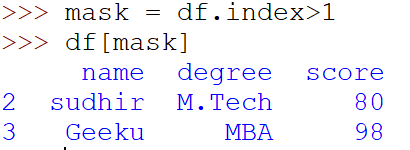 >>> mask = df.index>1
>>> df[mask]
     name  degree  score
2  sudhir  M.Tech     80
3   Geeku     MBA     98